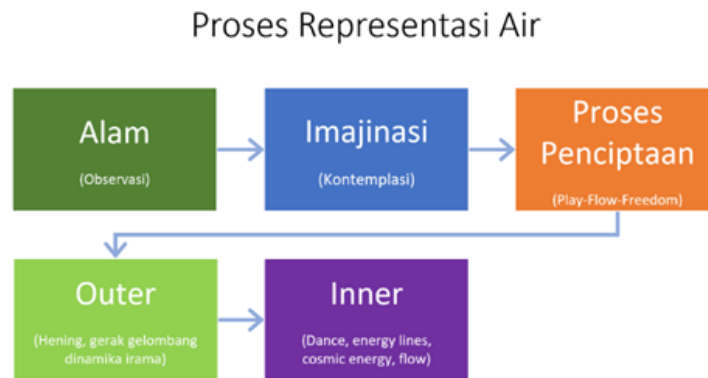 Proses Representasi Air
Alam
(Observasi)
Imajinasi
(Kontemplasi)
Proses
Penciptaan
(Play-Flow-Freedom)
Outer
(Hening, gerak gelombang
dinamika irama)
Inner
(Dance, energy lines,
cosmic energy, flow)